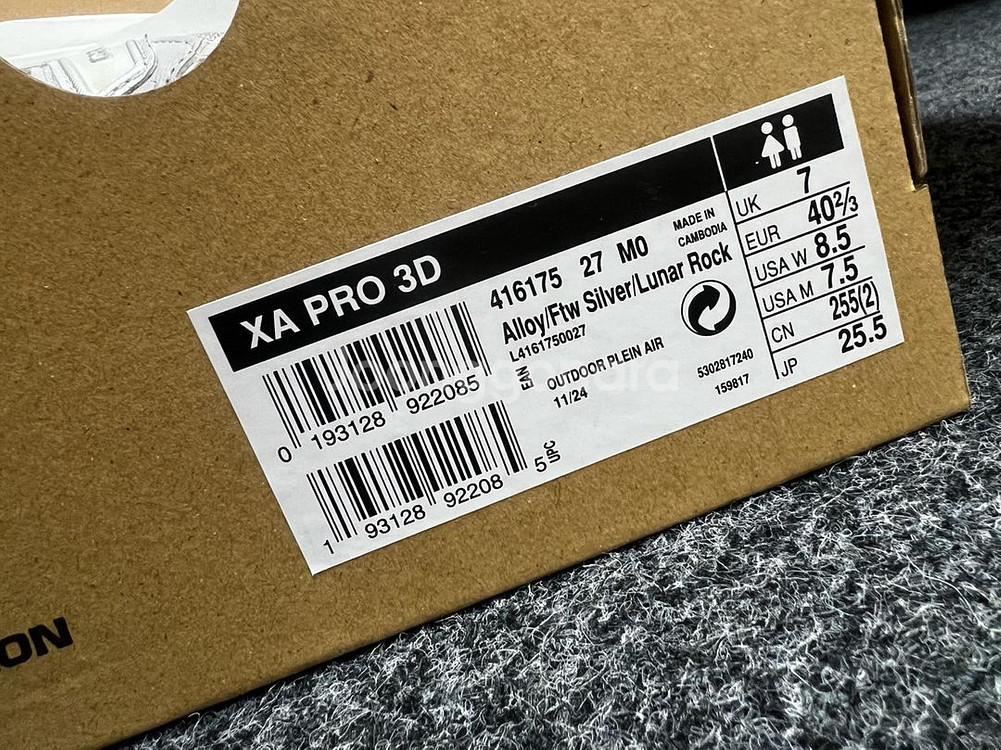 XA PRO 3D
416175 27 M0
MADE IN
CAMBODIA
Alloy/Ftw Silver/Lunar Rock
L4161750027
EAN
OUTDOOR PLEIN AIR
11/24
5302817240
159817
0 193128 922085
1 93128 92208 5
UPC
UK 7
EUR 40⅔
USA W 8.5
USA M 7.5
CN 255(2)
JP 25.5
ON
joonggonara